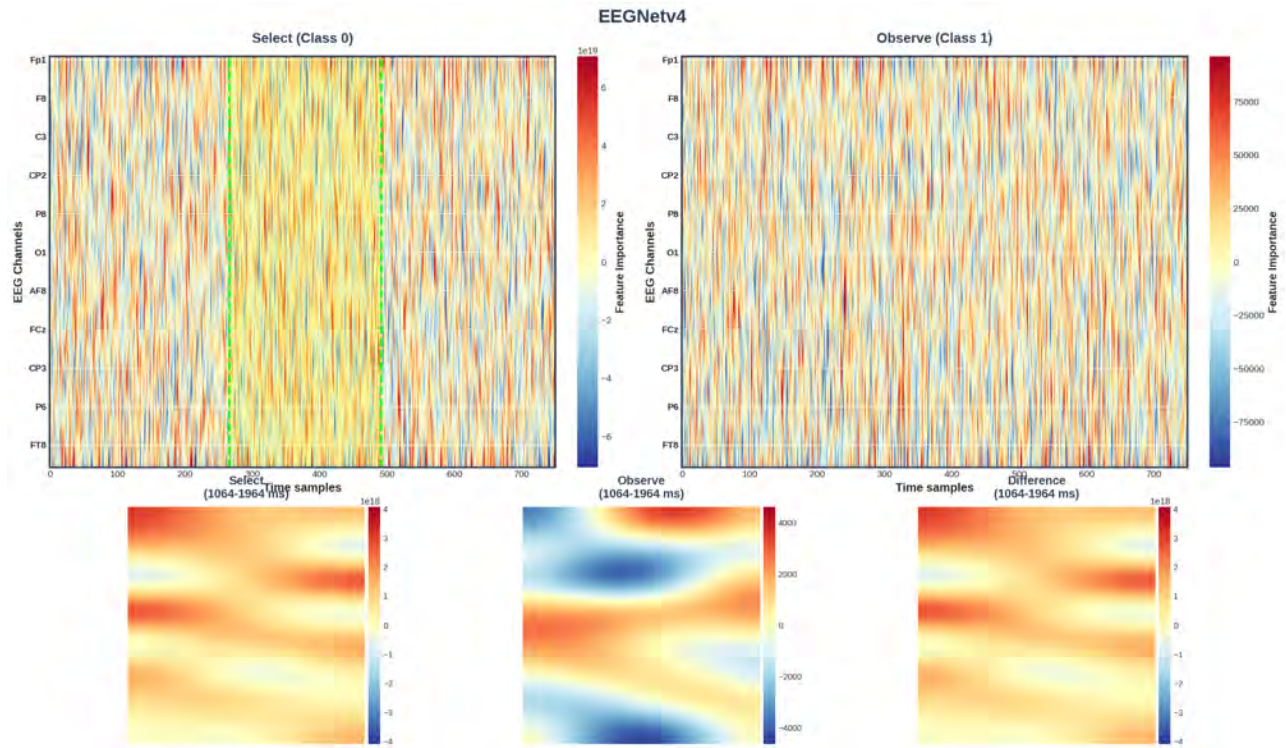 EEGNetv4
Select (Class 0)
Observe (Class 1)
1e19
Fp1
F8
C3
CP2
P8
O1
AF8
FCz
CP3
P6
FT8
EEG Channels
0 100 200 300 400 500 600 700
Time samples
6
4
2
0
−2
−4
−6
Feature Importance
Fp1
F8
C3
CP2
P8
O1
AF8
FCz
CP3
P6
FT8
EEG Channels
0 100 200 300 400 500 600 700
Time samples
75000
50000
25000
0
−25000
−50000
−75000
Feature Importance
Select
(1064-1964 ms)
1e18
4
3
2
1
0
−1
−2
−3
−4
Observe
(1064-1964 ms)
4000
2000
0
−2000
−4000
Difference
(1064-1964 ms)
1e18
4
3
2
1
0
−1
−2
−3
−4